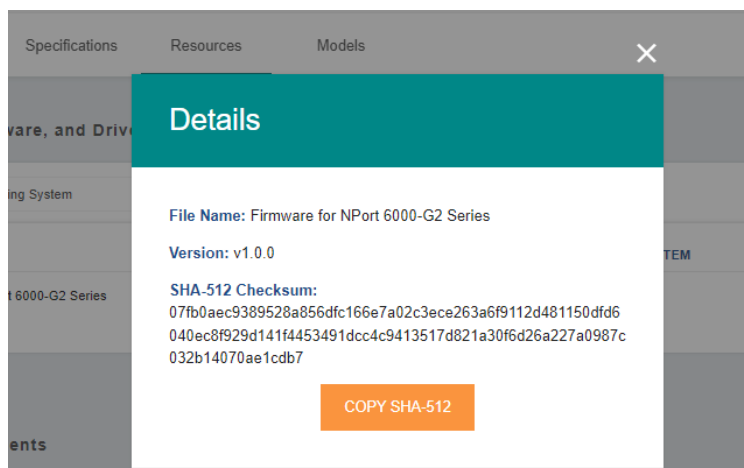 Specifications Resources Models
Details
ware, and Driv
ing System
File Name: Firmware for NPort 6000-G2 Series
Version: v1.0.0
TEM
SHA-512 Checksum:
t 6000-G2 Series
07fb0aec9389528a856dfc166e7a02c3ece263a6f9112d481150dfd6
040ec8f929d141f4453491dcc4c9413517d821a30f6d26a227a0987c
032b14070ae1cdb7
COPY SHA-512
ents